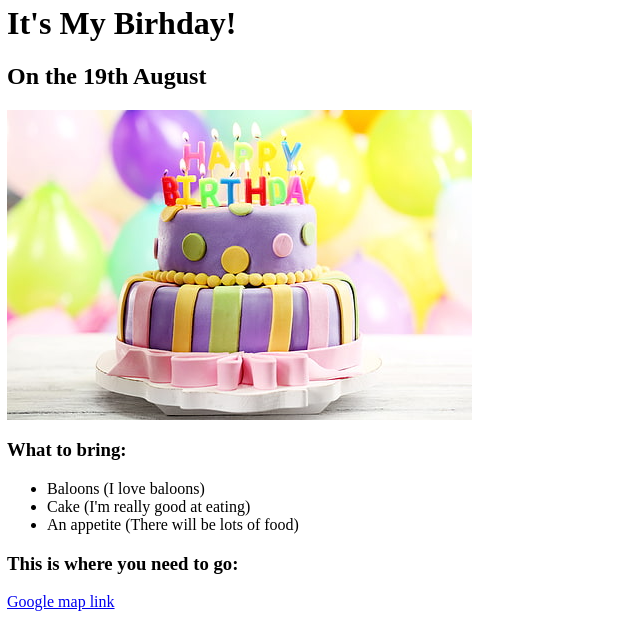 It's My Birhday!
On the 19th August
HAPPY
BIRTHDAY
What to bring:
Baloons (I love baloons)
Cake (I'm really good at eating)
An appetite (There will be lots of food)
This is where you need to go:
Google map link